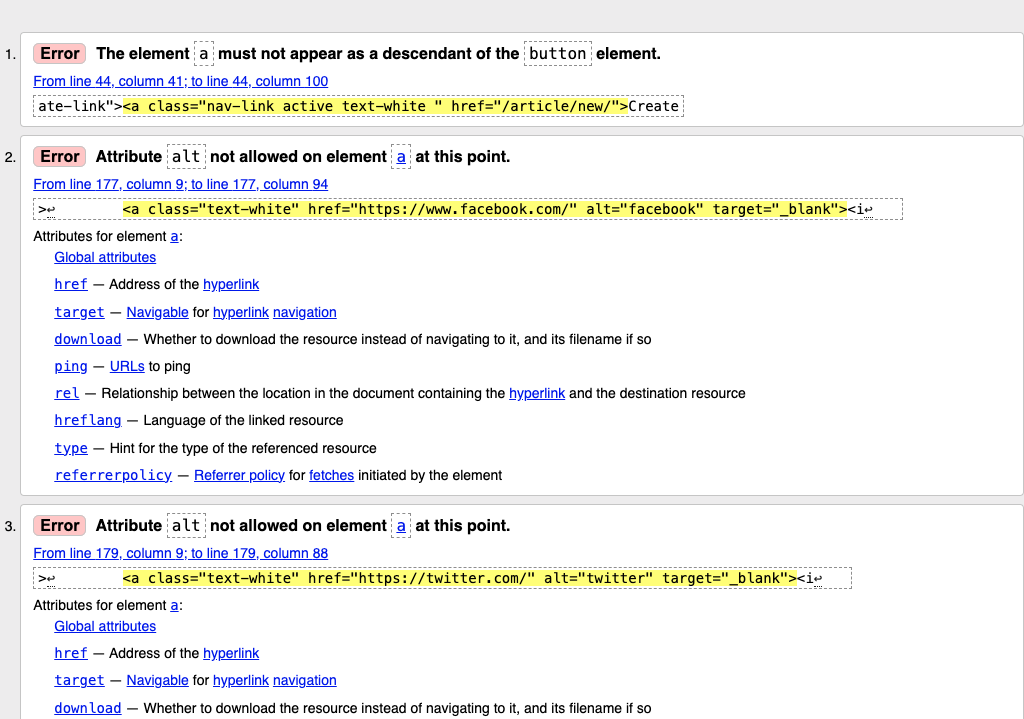 1. Error The element a must not appear as a descendant of the button element.
From line 44, column 41; to line 44, column 100
ate-link"><a class="nav-link active text-white " href="/article/new/">Create
2. Error Attribute alt not allowed on element a at this point.
From line 177, column 9; to line 177, column 94
>↩        <a class="text-white" href="https://www.facebook.com/" alt="facebook" target="_blank"><i↩
Attributes for element a:
Global attributes
href — Address of the hyperlink
target — Navigable for hyperlink navigation
download — Whether to download the resource instead of navigating to it, and its filename if so
ping — URLs to ping
rel — Relationship between the location in the document containing the hyperlink and the destination resource
hreflang — Language of the linked resource
type — Hint for the type of the referenced resource
referrerpolicy — Referrer policy for fetches initiated by the element
3. Error Attribute alt not allowed on element a at this point.
From line 179, column 9; to line 179, column 88
>↩        <a class="text-white" href="https://twitter.com/" alt="twitter" target="_blank"><i↩
Attributes for element a:
Global attributes
href — Address of the hyperlink
target — Navigable for hyperlink navigation
download — Whether to download the resource instead of navigating to it, and its filename if so